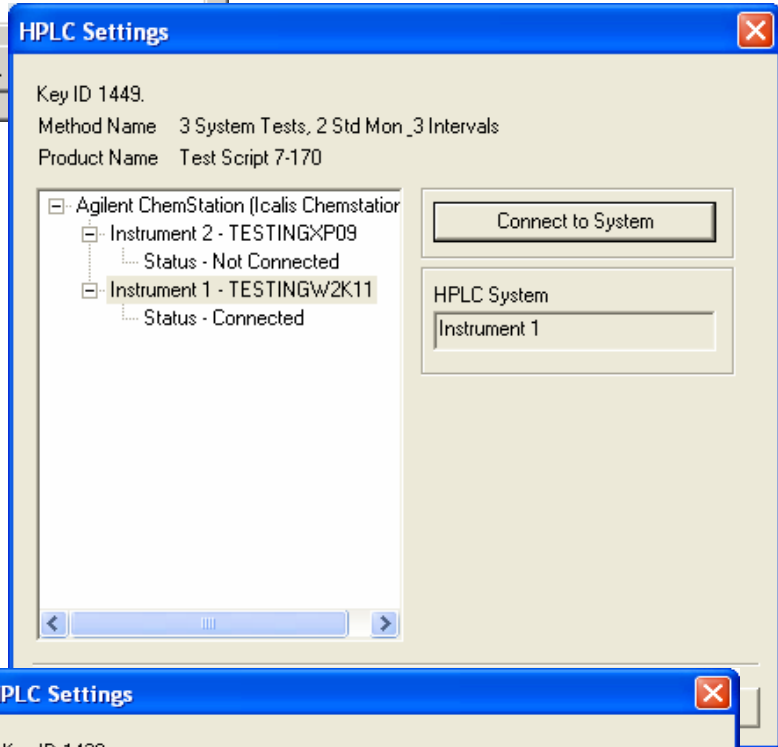 HPLC Settings
Key ID 1449.
Method Name 3 System Tests, 2 Std Mon_3 Intervals
Product Name Test Script 7-170
Agilent ChemStation (Icalis Chemstation
Instrument 2 - TESTINGXP09
Status - Not Connected
Instrument 1 - TESTINGW2K11
Status - Connected
Connect to System
HPLC System
Instrument 1
PLC Settings